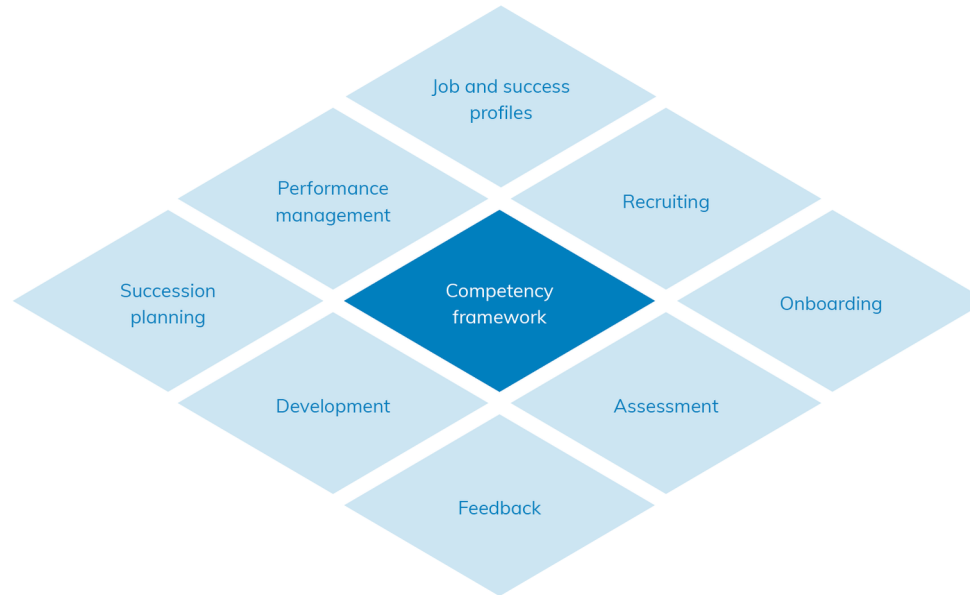 Job and success
profiles
Performance
management
Recruiting
Succession
planning
Competency
framework
Onboarding
Development
Assessment
Feedback